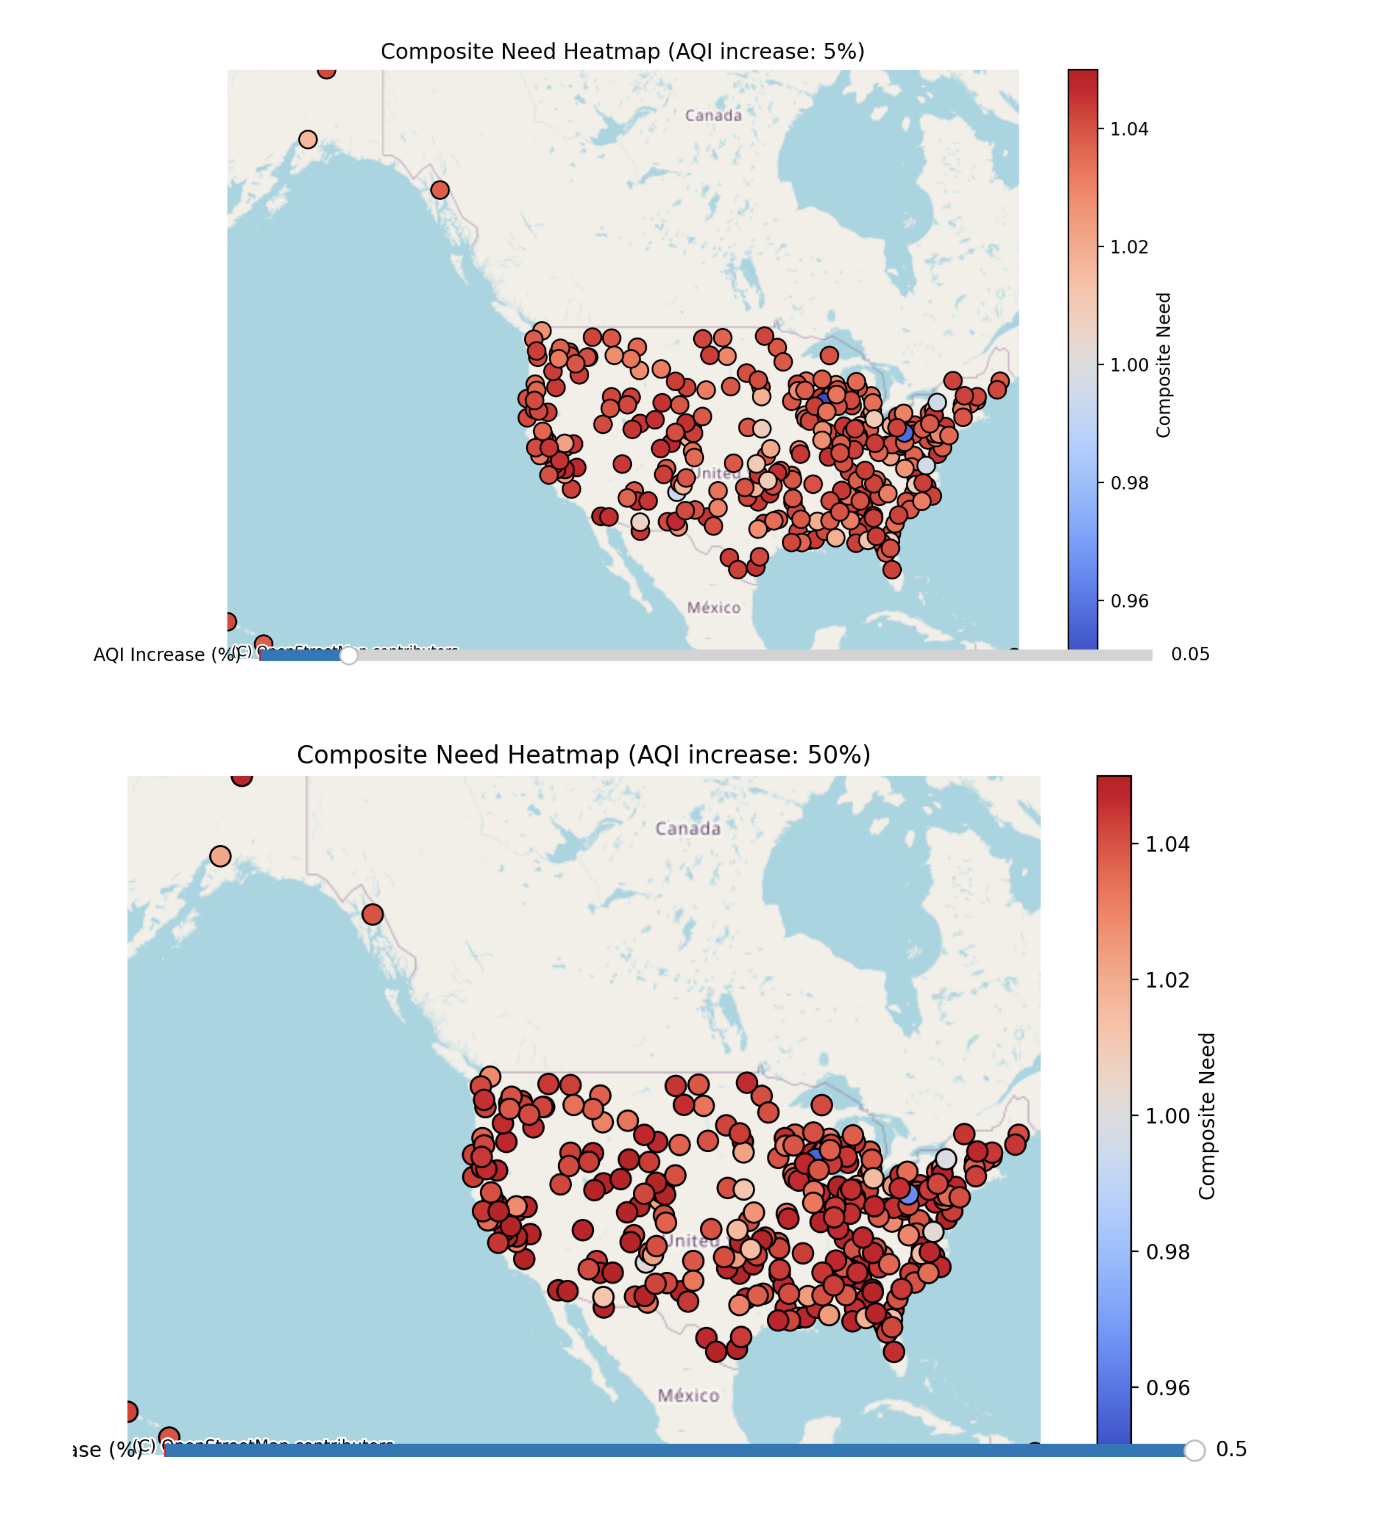 Composite Need Heatmap (AQI increase: 5%)
Canada
United
México
1.04
1.02
1.00
0.98
0.96
Composite Need
AQI Increase (%)
(C) OpenStreetMap contributors
0.05
Composite Need Heatmap (AQI increase: 50%)
Canada
United
México
1.04
1.02
1.00
0.98
0.96
Composite Need
ase (%)
(C) OpenStreetMap contributors
0.5